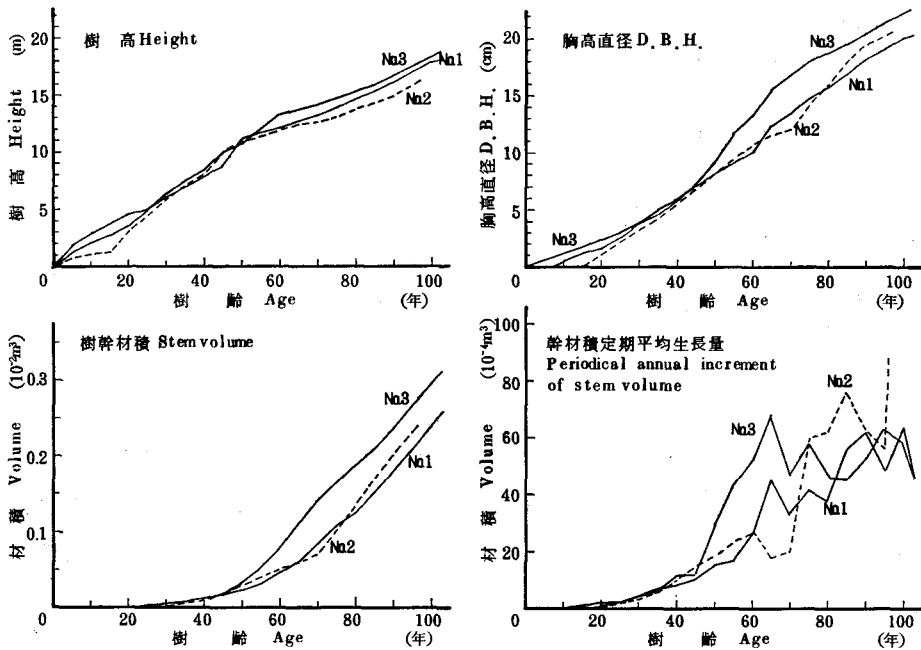 樹 高 Height
樹 高 Height (m)
20
15
10
5
0
No.3
No.1
No.2
0 20 40 60 80 100
樹 齢 Age (年)
胸高直径 D.B.H.
胸高直径 D.B.H. (cm)
20
15
10
5
0
No.3
No.1
No.2
No.3
0 20 40 60 80 100
樹 齢 Age (年)
樹幹材積 Stem volume
材積 Volume (10⁻²m³)
0.3
0.2
0.1
No.3
No.1
No.2
0 20 40 60 80 100
樹 齢 Age (年)
幹材積定期平均生長量
Periodical annual increment
of stem volume
材積 Volume (10⁻⁴m³)
100
80
60
40
20
0
No.2
No.3
No.1
0 20 40 60 80 100
樹 齢 Age (年)